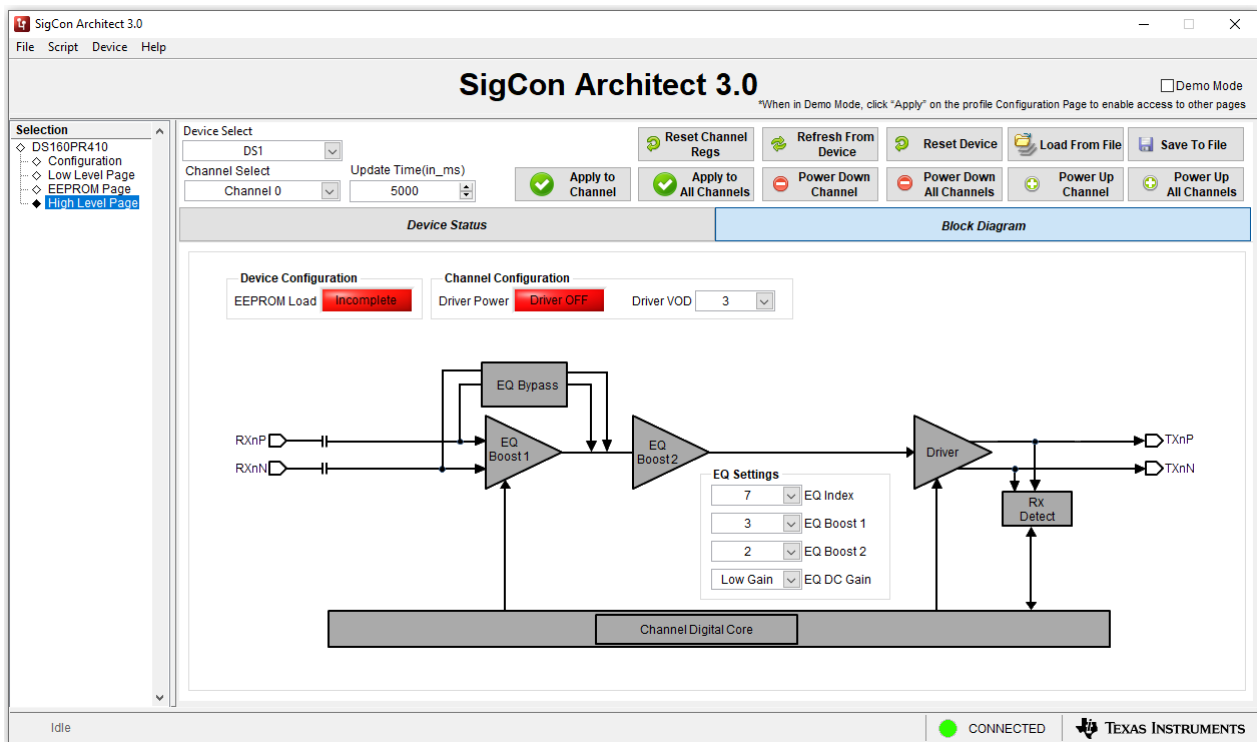 SigCon Architect 3.0
File Script Device Help
SigCon Architect 3.0
Demo Mode
*When in Demo Mode, click "Apply" on the profile Configuration Page to enable access to other pages
Selection
DS160PR410
Configuration
Low Level Page
EEPROM Page
High Level Page
Device Select
DS1
Channel Select
Channel 0
Update Time(in_ms)
5000
Reset Channel
Regs
Refresh From
Device
Reset Device
Load From File
Save To File
Apply to
Channel
Apply to
All Channels
Power Down
Channel
Power Down
All Channels
Power Up
Channel
Power Up
All Channels
Device Status
Block Diagram
Device Configuration
EEPROM Load Incomplete
Channel Configuration
Driver Power Driver OFF Driver VOD 3
EQ Bypass
RXnP
RXnN
EQ
Boost 1
EQ
Boost2
Driver
TXnP
TXnN
Rx
Detect
EQ Settings
7 EQ Index
3 EQ Boost 1
2 EQ Boost 2
Low Gain EQ DC Gain
Channel Digital Core
Idle
CONNECTED
TEXAS INSTRUMENTS